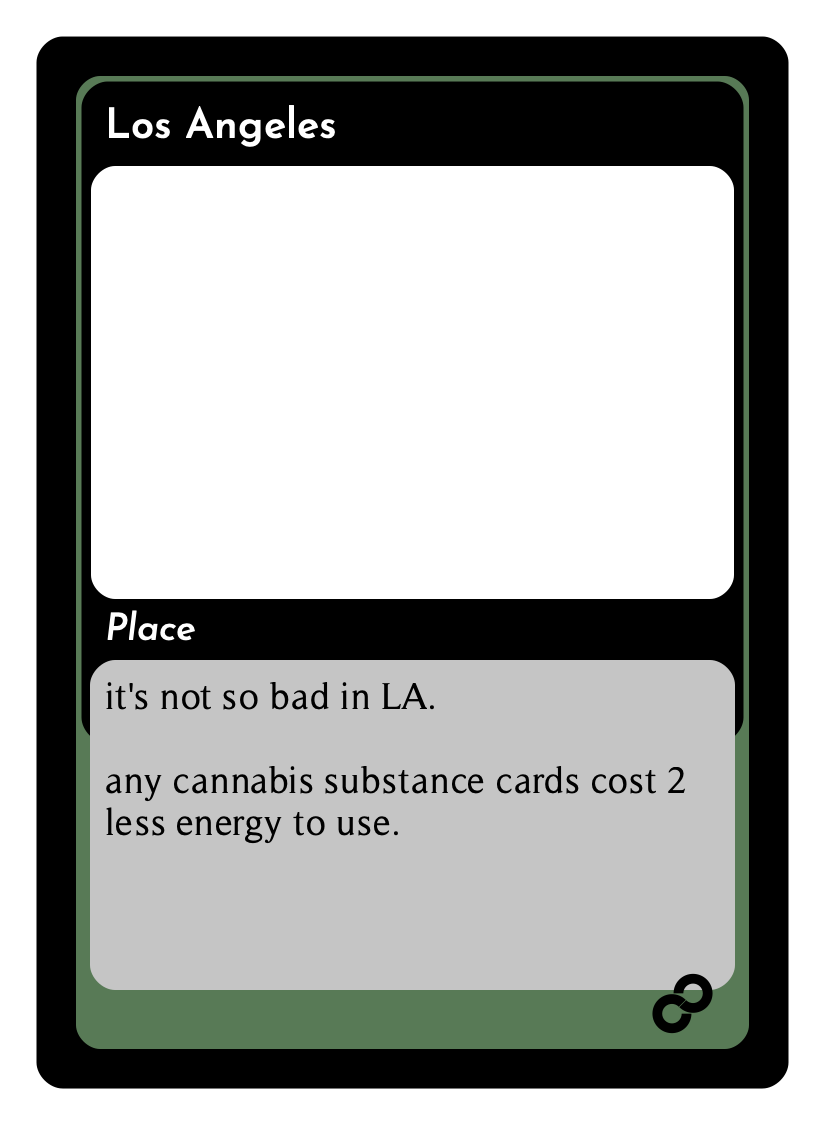 Los Angeles
Place
it's not so bad in LA.
any cannabis substance cards cost 2
less energy to use.